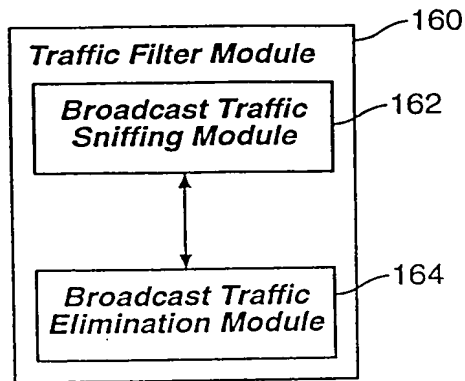 160
Traffic Filter Module
Broadcast Traffic
Sniffing Module
162
Broadcast Traffic
Elimination Module
164